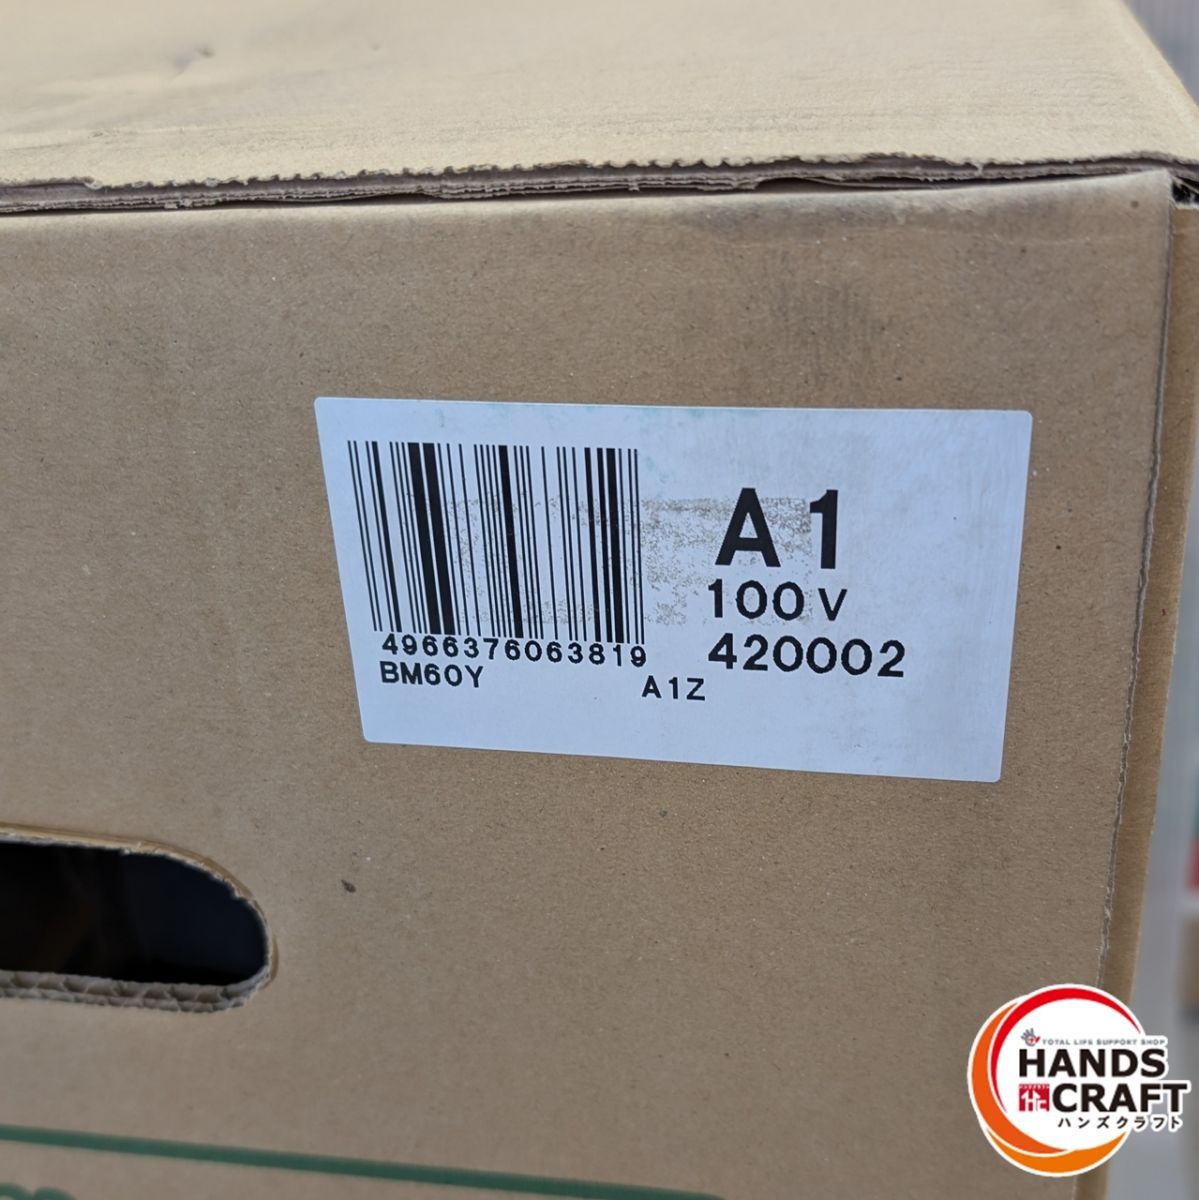 A1
100V
4966376063819
420002
BM60Y
A1Z
TOTAL LIFE SUPPORT SHOP
HANDS
CRAFT
ハンズクラフト